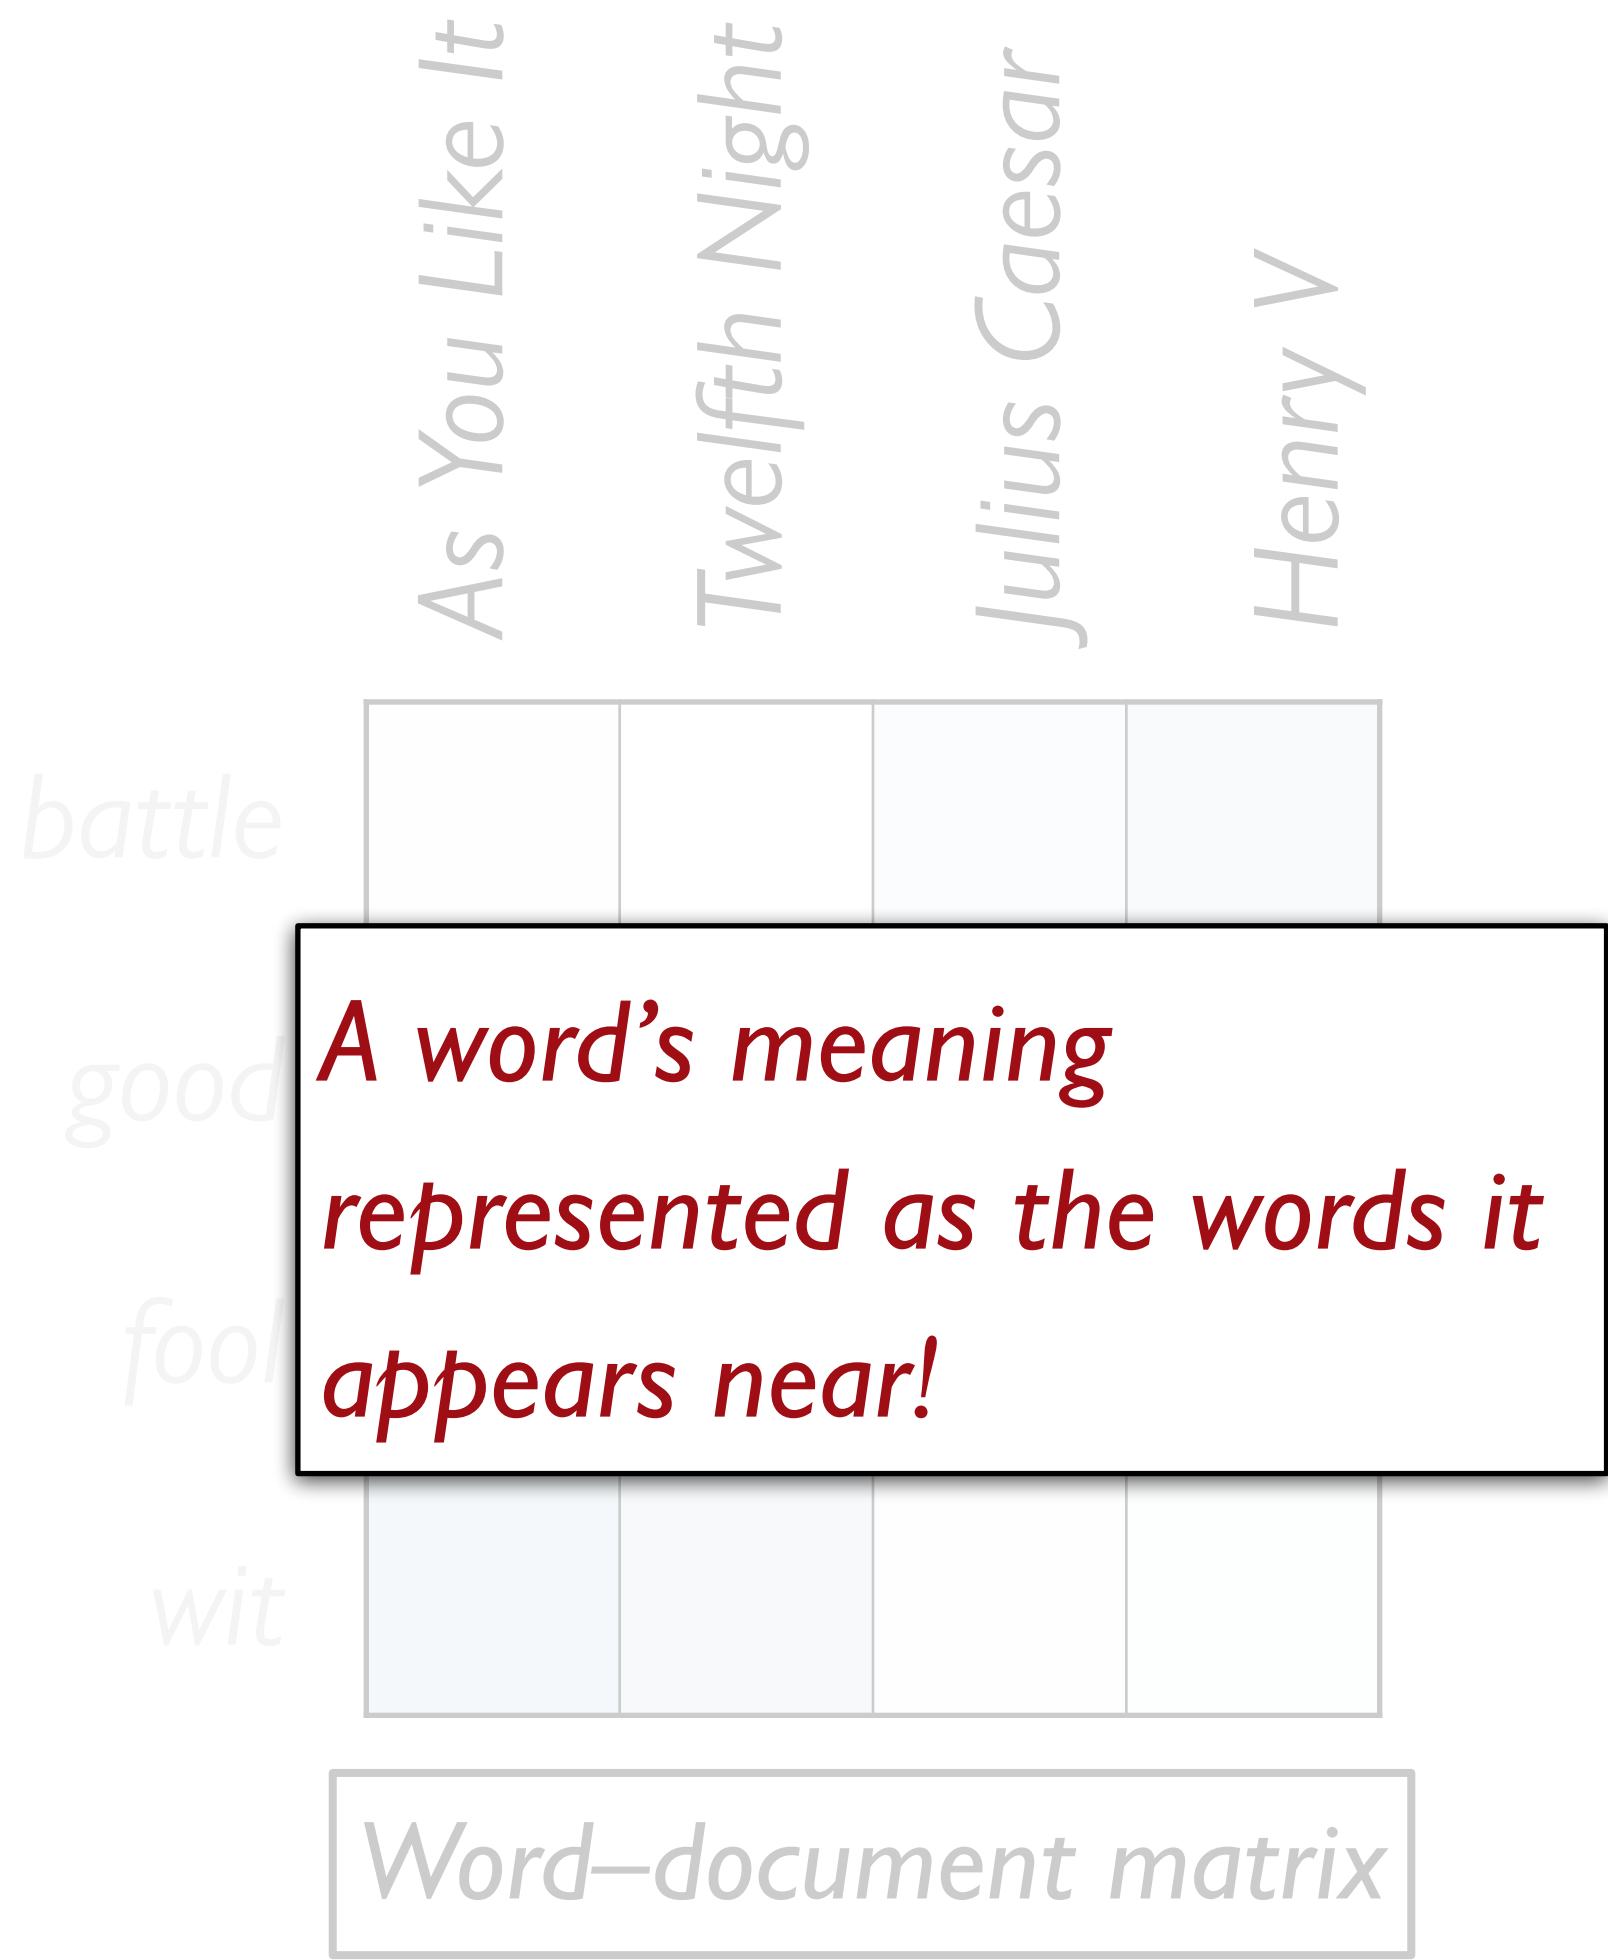 As You Like It
Twelfth Night
Julius Caesar
Henry V
battle
good
fool
wit
A word’s meaning
represented as the words it
appears near!
Word–document matrix